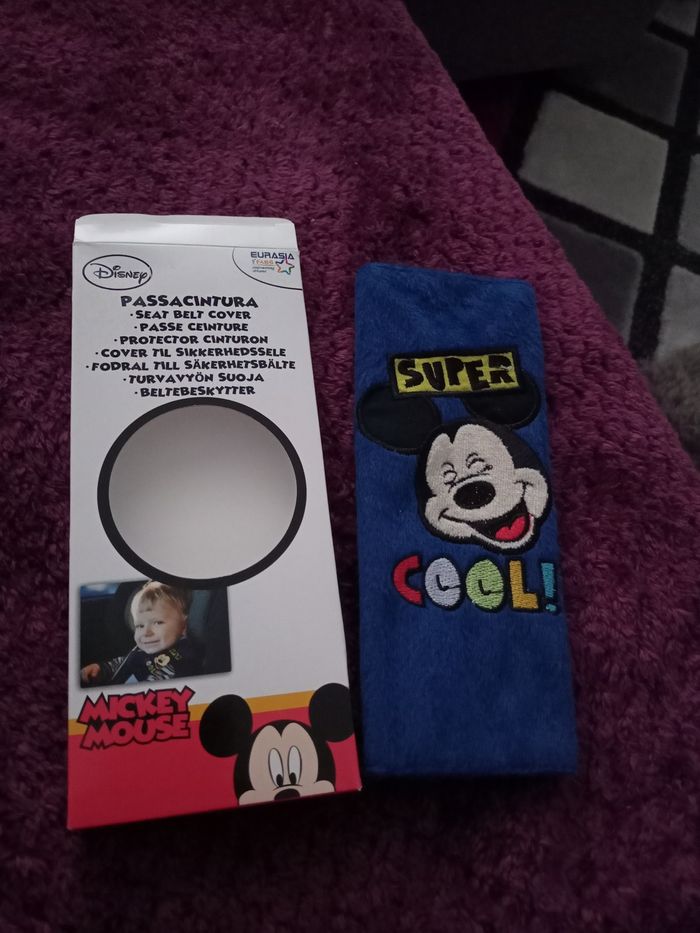 Disney
EURASIA
PASSACINTURA
·SEAT BELT COVER
·PASSE CEINTURE
·PROTECTOR CINTURON
·COVER TIL SIKKERHEDSSELE
·FODRAL TILL SÄKERHETSBÄLTE
·TURVAVYÖN SUOJA
·BELTEBESKYTTER
MICKEY
MOUSE
SUPER
COOL!